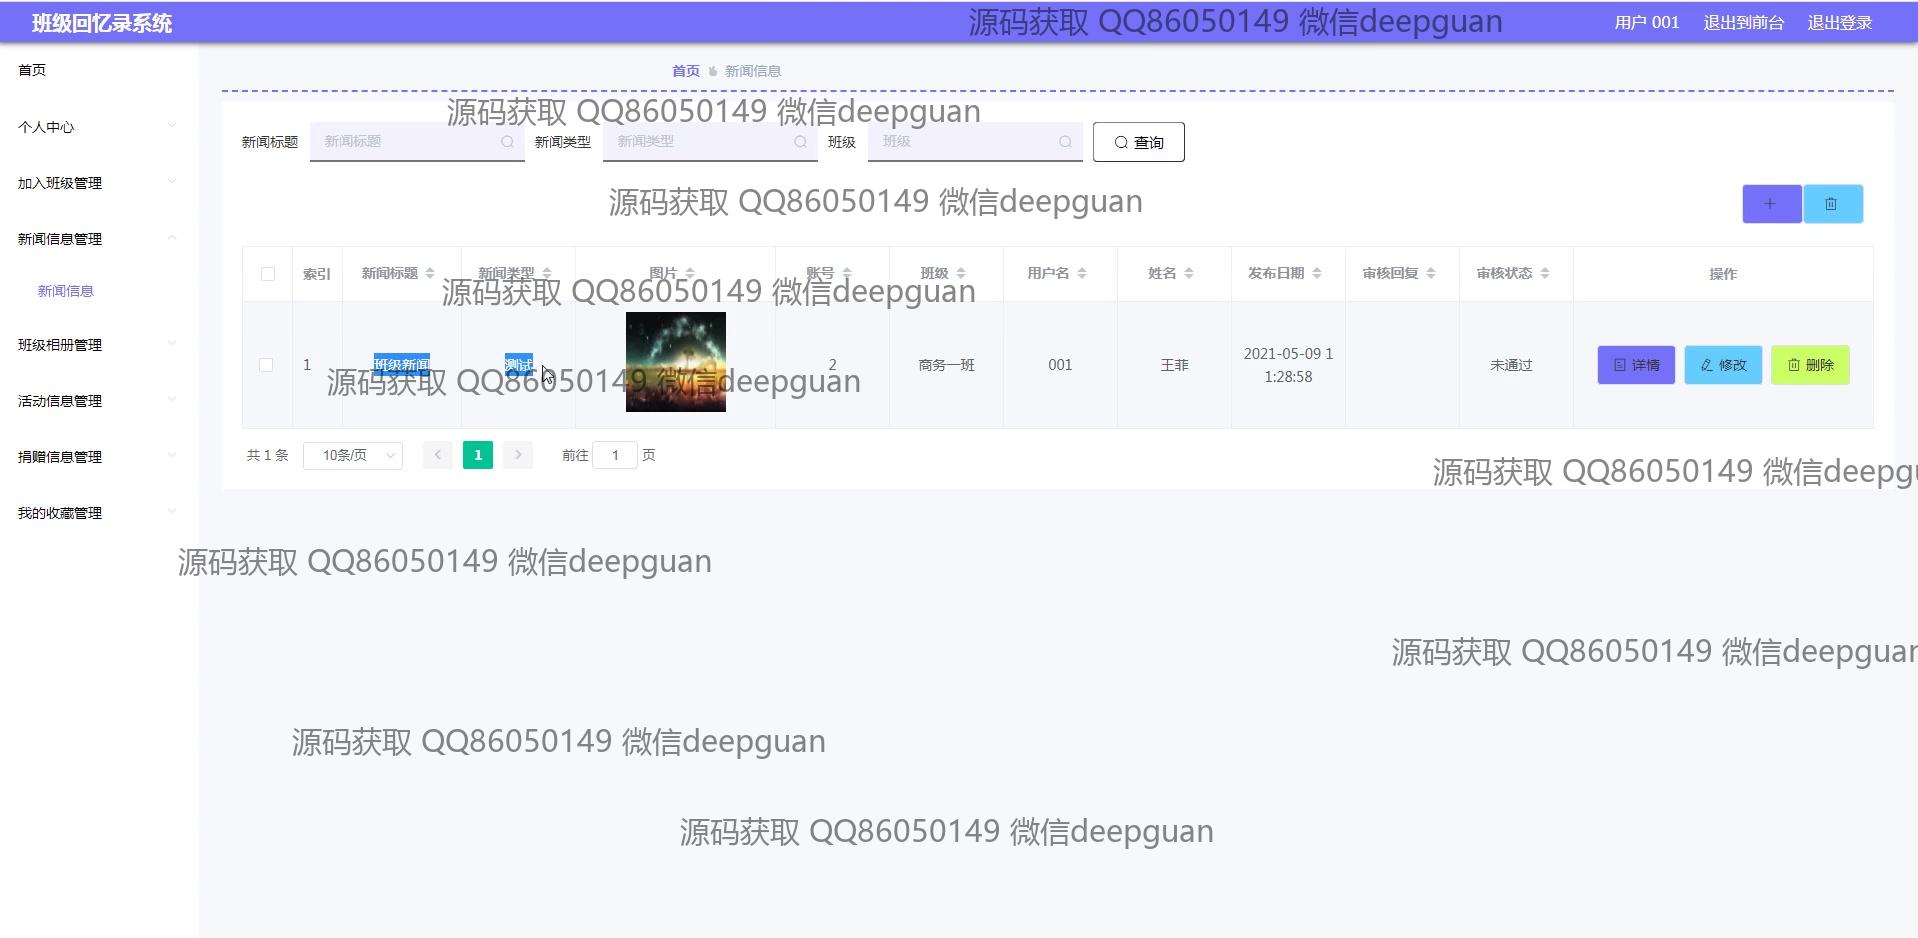 班级回忆录系统
源码获取 QQ86050149 微信deepguan
用户 001 退出到前台 退出登录
首页
个人中心
加入班级管理
新闻信息管理
新闻信息
班级相册管理
活动信息管理
捐赠信息管理
我的收藏管理
首页 新闻信息
源码获取 QQ86050149 微信deepguan
新闻标题 新闻标题 新闻类型 新闻类型 班级 班级 查询
源码获取 QQ86050149 微信deepguan
索引 新闻标题 新闻类型 图片 账号 班级 用户名 姓名 发布日期 审核回复 审核状态 操作
源码获取 QQ86050149 微信deepguan
1 班级新闻 测试 2 商务一班 001 王菲 2021-05-09 1
1:28:58
未通过 详情 修改 删除
源码获取 QQ86050149 微信deepguan
共 1 条 10条/页 1 前往 1 页
源码获取 QQ86050149 微信deepgu
源码获取 QQ86050149 微信deepguan
源码获取 QQ86050149 微信deepguan
源码获取 QQ86050149 微信deepguan
源码获取 QQ86050149 微信deepguan